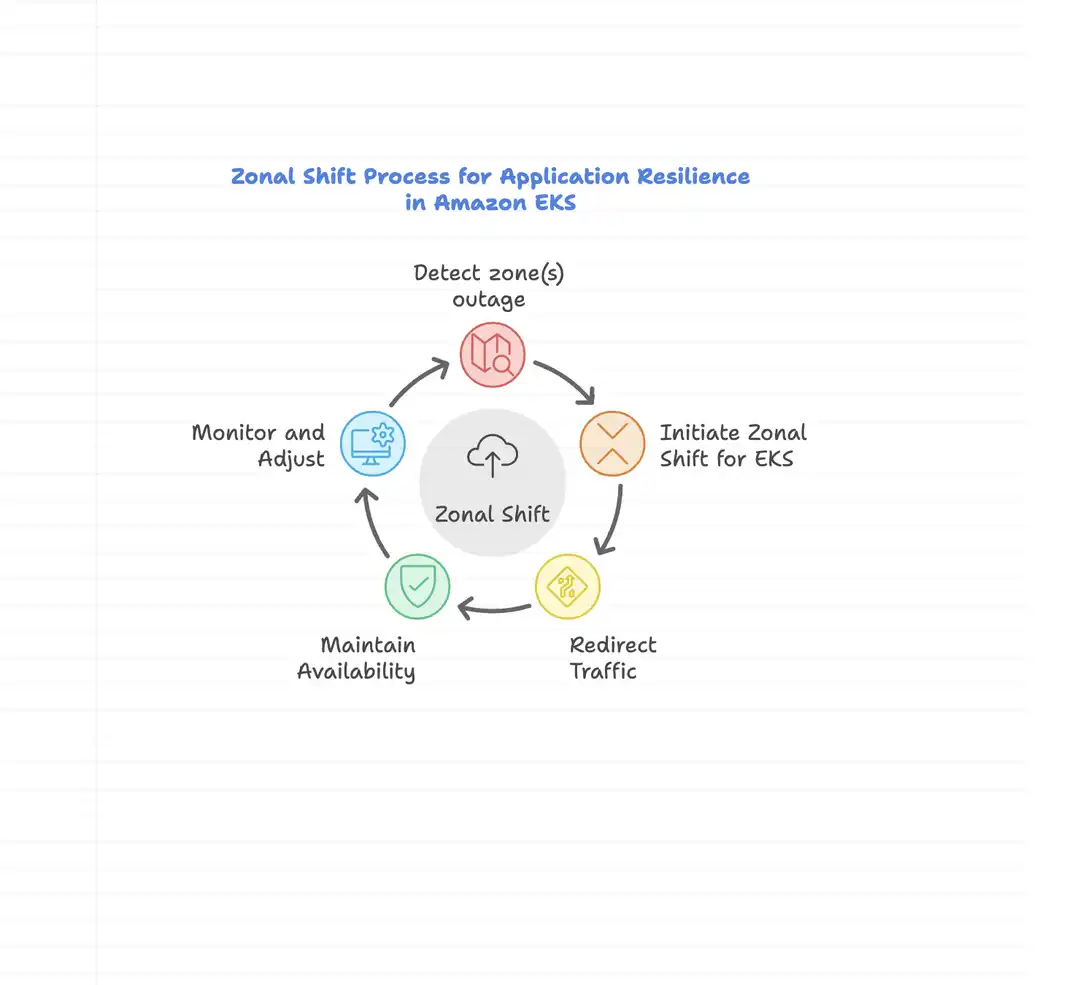 Zonal Shift Process for Application Resilience
in Amazon EKS
Detect zone(s)
outage
Initiate Zonal
Shift for EKS
Redirect
Traffic
Maintain
Availability
Monitor and
Adjust
Zonal Shift